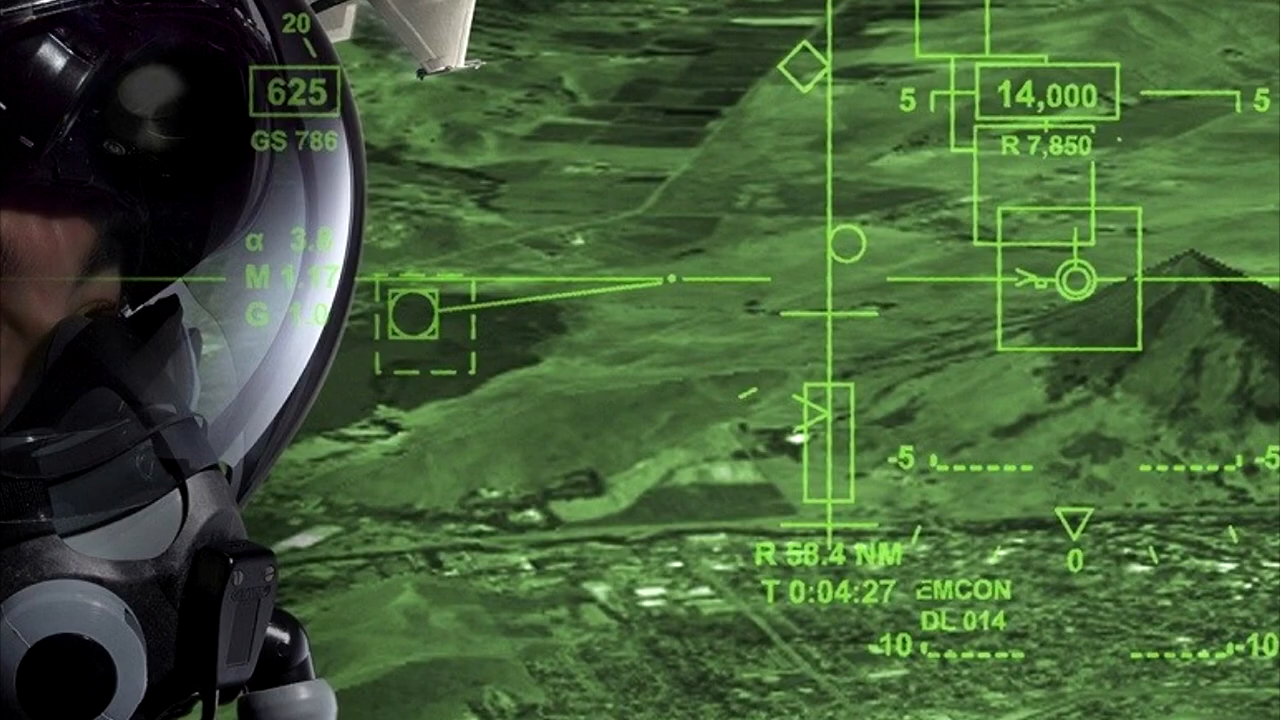 20
625
GS 786
α 3.8
M 1.17
G 1.0
5 14,000 5
R 7,850
-5 -5
0
R 58.4 NM
T 0:04:27
EMCON
DL 014
-10 -10